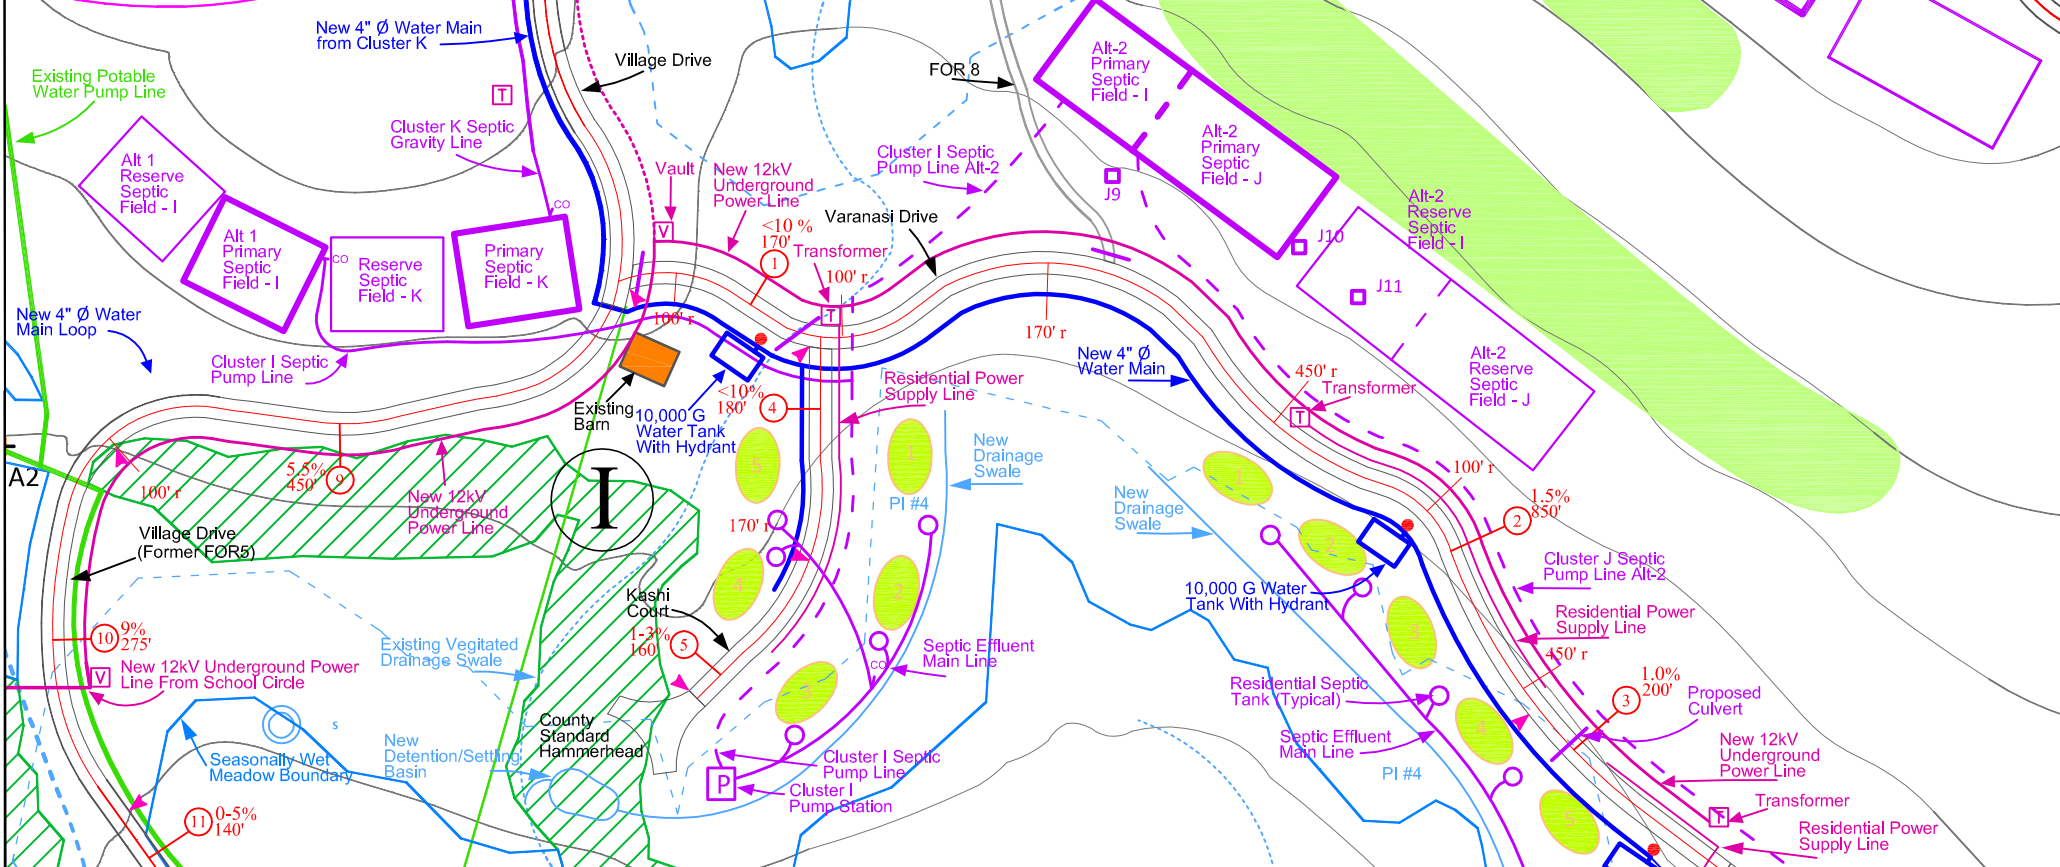 New 4" Ø Water Main
from Cluster K
Existing Potable
Water Pump Line
T
Village Drive
Cluster K Septic
Gravity Line
Alt 1
Reserve
Septic
Field - I
Alt 1
Primary
Septic
Field - I
CO
Reserve
Septic
Field - K
Primary
Septic
Field - K
CO
Vault
V
New 12kV
Underground
Power Line
<10 %
170'
1
Transformer
100' r
T
Varanasi Drive
Cluster I Septic
Pump Line Alt-2
FOR 8
Alt-2
Primary
Septic
Field - I
Alt-2
Primary
Septic
Field - J
J9
J10
J11
Alt-2
Reserve
Septic
Field - I
Alt-2
Reserve
Septic
Field - J
New 4" Ø Water
Main Loop
Cluster I Septic
Pump Line
100' r
170' r
New 4" Ø
Water Main
450' r
Transformer
T
Existing
Barn
10,000 G
Water Tank
With Hydrant
<10%
180'
4
Residential Power
Supply Line
A2
5.5%
450'
9
100' r
New 12kV
Underground
Power Line
I
5
1
New
Drainage
Swale
PI #4
170' r
4
2
3
New
Drainage
Swale
1
2
3
4
5
100' r
1.5%
850'
2
Village Drive
(Former FOR5)
Kashi
Court
1-3%
160'
5
10,000 G Water
Tank With Hydrant
Cluster J Septic
Pump Line Alt-2
Residential Power
Supply Line
450' r
10
9%
275'
New 12kV Underground Power
Line From School Circle
V
Existing Vegitated
Drainage Swale
CO
Septic Effluent
Main Line
Residential Septic
Tank (Typical)
1.0%
200'
3
Proposed
Culvert
County
Standard
Hammerhead
s
Seasonally Wet
Meadow Boundary
New
Detention/Settling
Basin
Cluster I Septic
Pump Line
P
Cluster I
Pump Station
Septic Effluent
Main Line
PI #4
New 12kV
Underground
Power Line
Transformer
T
Residential Power
Supply Line
11
0-5%
140'